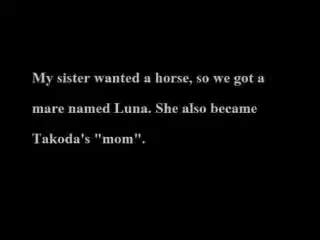 My sister wanted a horse, so we got a
mare named Luna. She also became
Takoda's "mom".